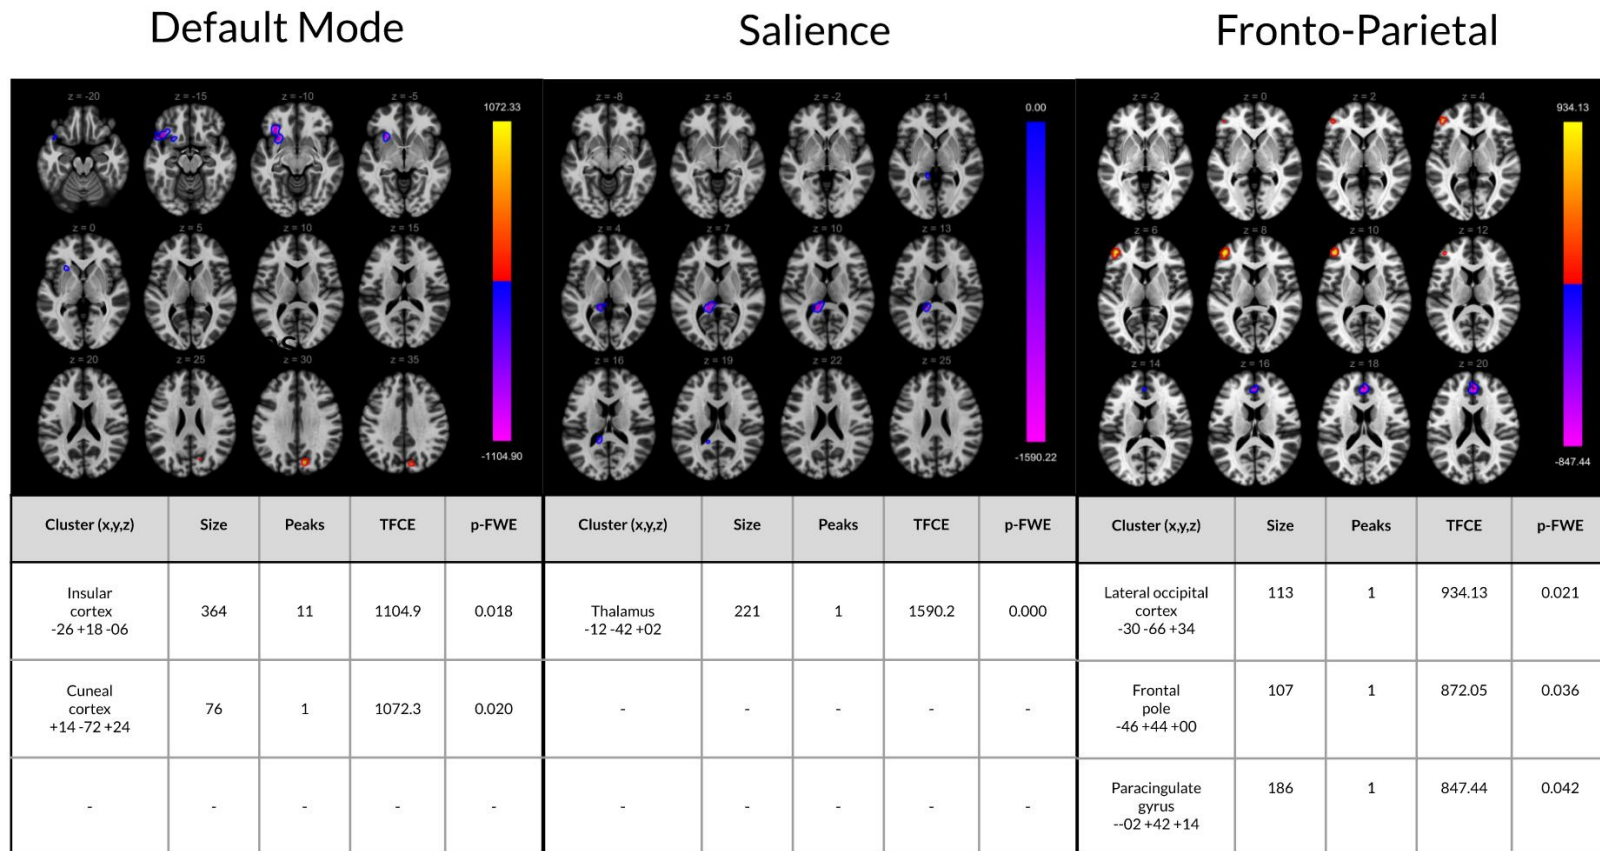 Default Mode
Salience
Fronto-Parietal
z = -20
z = -15
z = -10
z = -5
1072.33
z = 0
z = 5
z = 10
z = 15
z = 20
z = 25
z = 30
z = 35
-1104.90
z = -8
z = -5
z = -2
z = 1
0.00
z = 4
z = 7
z = 10
z = 13
z = 16
z = 19
z = 22
z = 25
-1590.22
z = -2
z = 0
z = 2
z = 4
934.13
z = 6
z = 8
z = 10
z = 12
z = 14
z = 16
z = 18
z = 20
-847.44
Cluster (x,y,z) Size Peaks TFCE p-FWE
Insular
cortex
-26 +18 -06
364 11 1104.9 0.018
Cuneal
cortex
+14 -72 +24
76 1 1072.3 0.020
- - - - -
Cluster (x,y,z) Size Peaks TFCE p-FWE
Thalamus
-12 -42 +02
221 1 1590.2 0.000
- - - - -
- - - - -
Cluster (x,y,z) Size Peaks TFCE p-FWE
Lateral occipital
cortex
-30 -66 +34
113 1 934.13 0.021
Frontal
pole
-46 +44 +00
107 1 872.05 0.036
Paracingulate
gyrus
--02 +42 +14
186 1 847.44 0.042